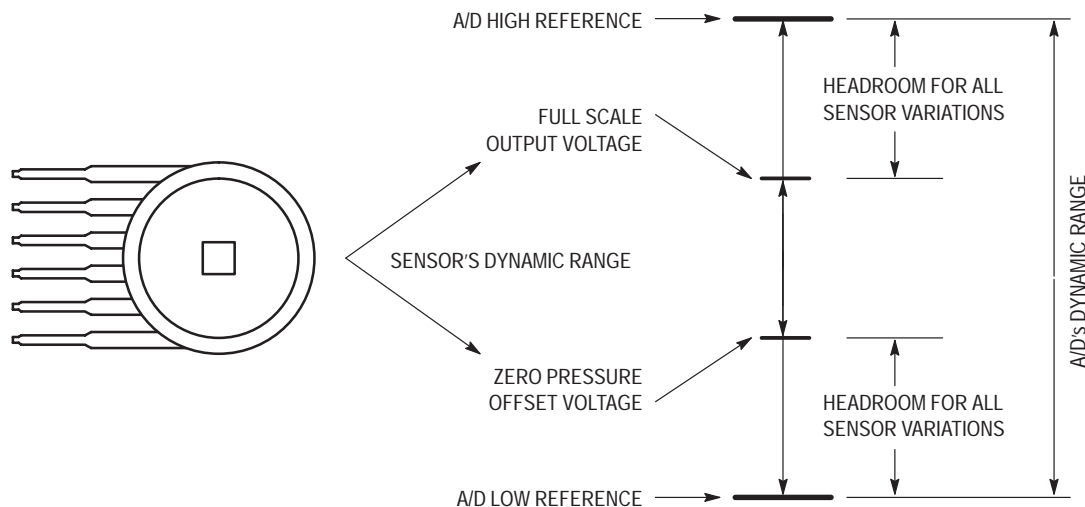 A/D HIGH REFERENCE
HEADROOM FOR ALL
SENSOR VARIATIONS
FULL SCALE
OUTPUT VOLTAGE
SENSOR'S DYNAMIC RANGE
A/D's DYNAMIC RANGE
ZERO PRESSURE
OFFSET VOLTAGE
HEADROOM FOR ALL
SENSOR VARIATIONS
A/D LOW REFERENCE